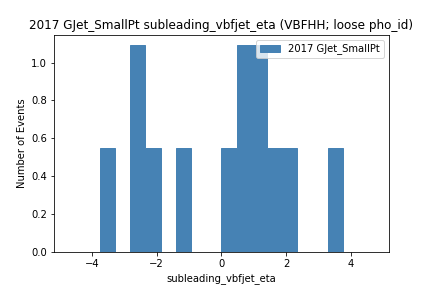 2017 GJet_SmallPt subleading_vbfjet_eta (VBFHH; loose pho_id)
2017 GJet_SmallPt
Number of Events
1.0
0.8
0.6
0.4
0.2
0.0
−4 −2 0 2 4
subleading_vbfjet_eta